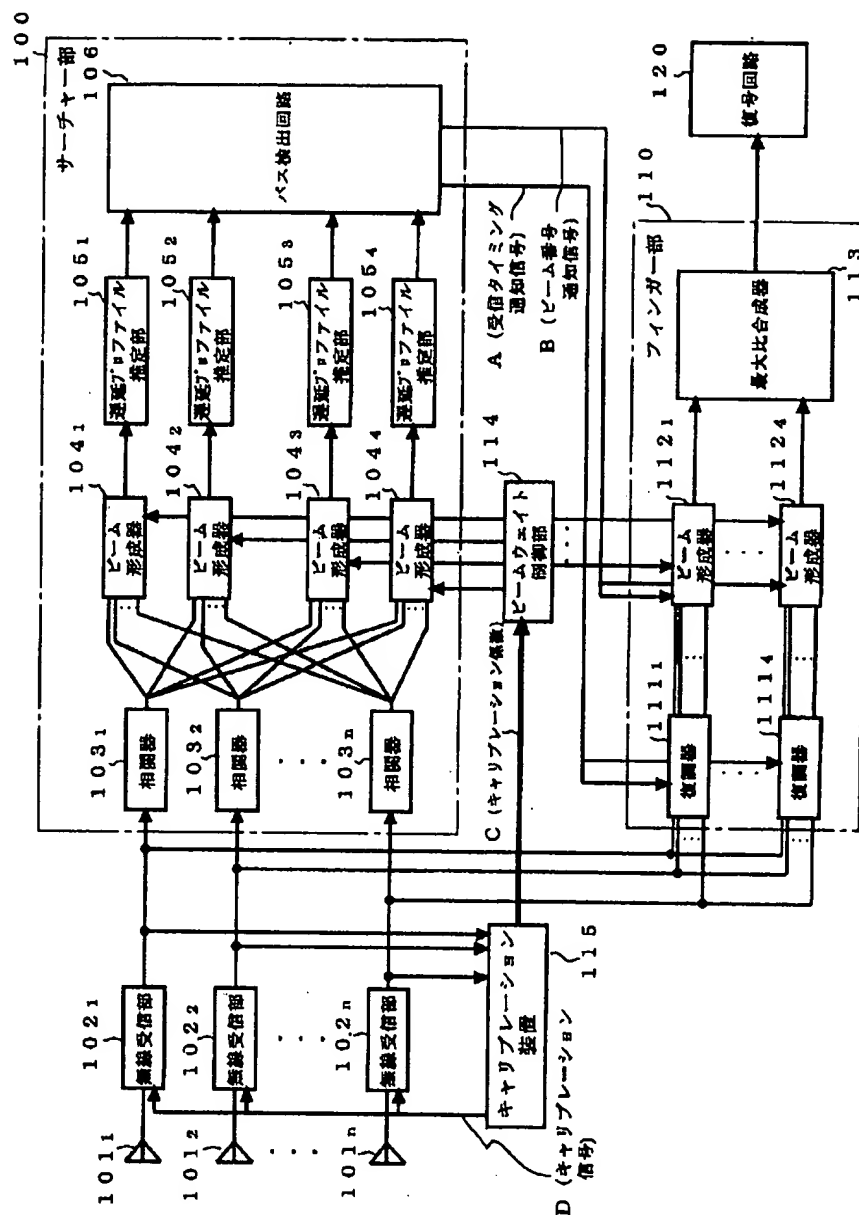 100
サーチャー部
106
パス検出回路
105₁
遅延プロファイル
推定部
105₂
遅延プロファイル
推定部
105₃
遅延プロファイル
推定部
105₄
遅延プロファイル
推定部
104₁
ビーム
形成器
104₂
ビーム
形成器
104₃
ビーム
形成器
104₄
ビーム
形成器
103₁
相関器
103₂
相関器
103n
相関器
102₁
無線受信部
102₂
無線受信部
102n
無線受信部
101₁
101₂
101n
D (キャリブレーション
信号)
キャリブレーション
装置
115
C (キャリブレーション係数)
114
ビームウェイト
制御部
A (受信タイミング
通知信号)
B (ビーム番号
通知信号)
110
フィンガー部
111₁
復調器
111₄
復調器
112₁
ビーム
形成器
112₄
ビーム
形成器
113
最大比合成器
120
復号回路